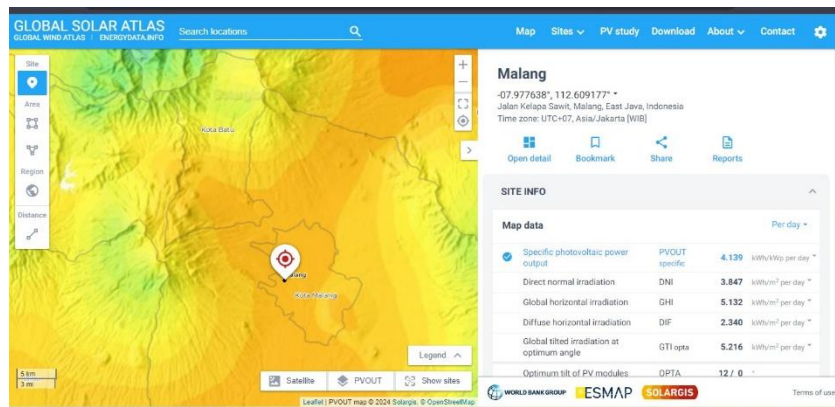 GLOBAL SOLAR ATLAS
GLOBAL WIND ATLAS | ENERGYDATA.INFO
Search locations
Map Sites PV study Download About Contact
Site
Area
Region
Distance
Kota Batu
Kota Malang
5 km
3 mi
Legend
Satellite PVOUT Show sites
Leaflet | PVOUT map © 2024 Solargis, © OpenStreetMap
Malang
-07.977638°, 112.609177°
Jalan Kelapa Sawit, Malang, East Java, Indonesia
Time zone: UTC+07, Asia/Jakarta [WIB]
Open detail Bookmark Share Reports
SITE INFO
Map data Per day
Specific photovoltaic power output PVOUT specific 4.139 kWh/kWp per day
Direct normal irradiation DNI 3.847 kWh/m² per day
Global horizontal irradiation GHI 5.132 kWh/m² per day
Diffuse horizontal irradiation DIF 2.340 kWh/m² per day
Global tilted irradiation at optimum angle GTI opta 5.216 kWh/m² per day
Optimum tilt of PV modules OPTA 12 / 0 °
WORLD BANK GROUP ESMAP SOLARGIS Terms of use